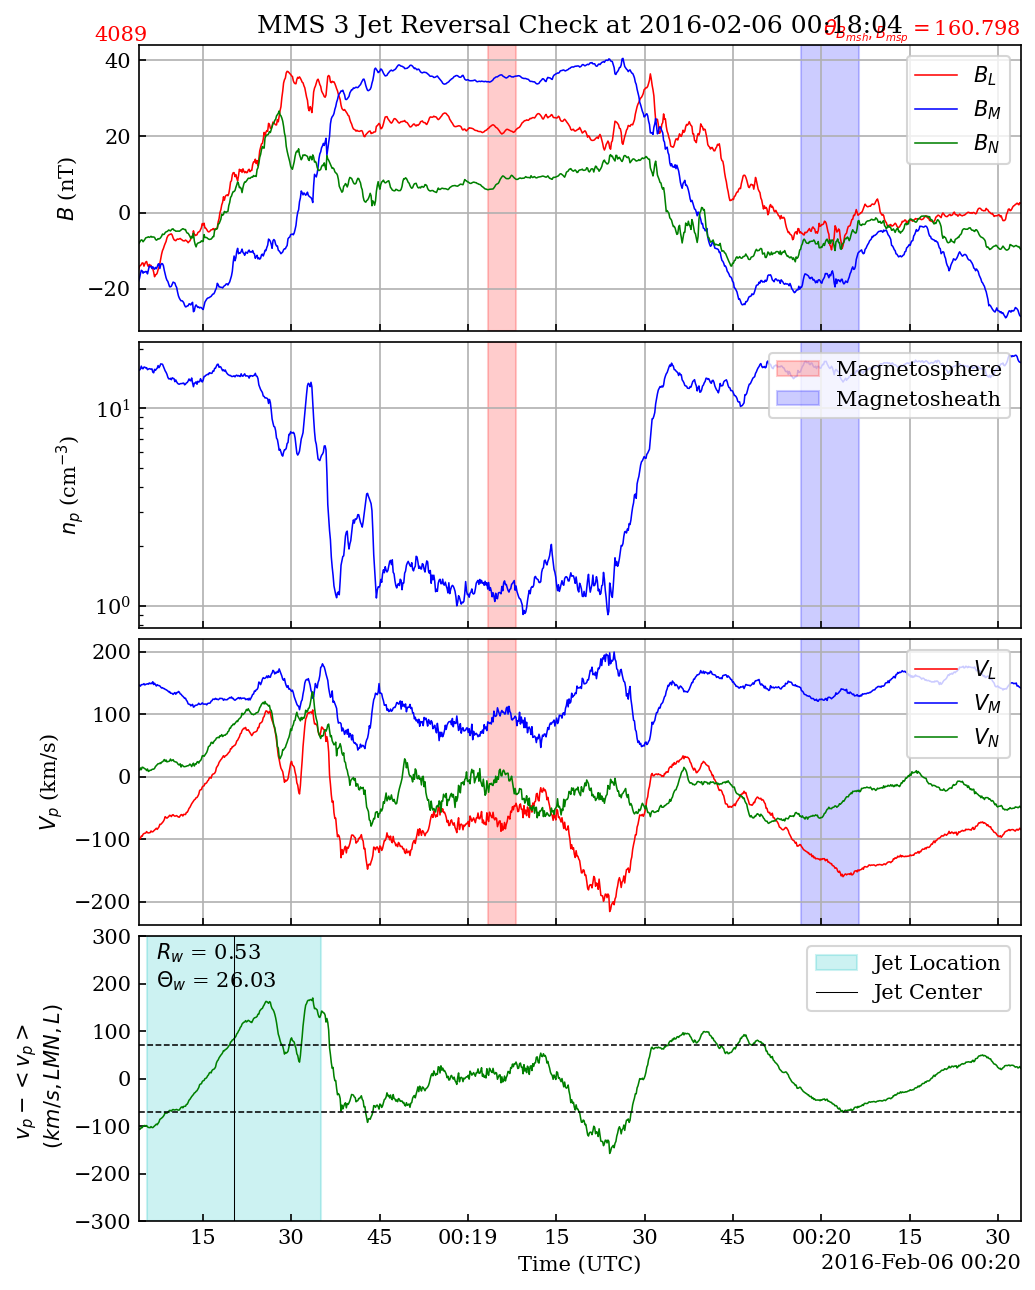 4089
MMS 3 Jet Reversal Check at 2016-02-06 00:18:04
θ_{B_{msh}, B_{msp}} = 160.798
B (nT)
40
20
0
−20
B_L
B_M
B_N
n_p (cm^{−3})
10^1
10^0
Magnetosphere
Magnetosheath
V_p (km/s)
200
100
0
−100
−200
V_L
V_M
V_N
v_p − < v_p >
(km/s, LMN, L)
300
200
100
0
−100
−200
−300
R_w = 0.53
Θ_w = 26.03
Jet Location
Jet Center
15 30 45 00:19 15 30 45 00:20 15 30
Time (UTC)
2016-Feb-06 00:20